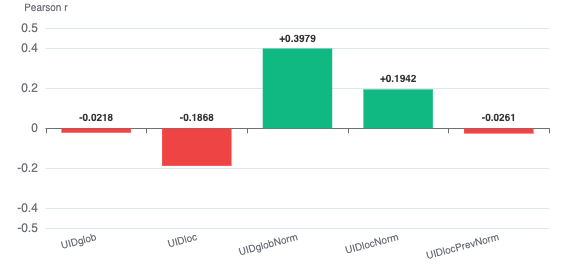 Pearson r
0.5
0.4
0.2
0
-0.2
-0.4
-0.5
-0.0218
-0.1868
+0.3979
+0.1942
-0.0261
UIDglob
UIDloc
UIDglobNorm
UIDlocNorm
UIDlocPrevNorm